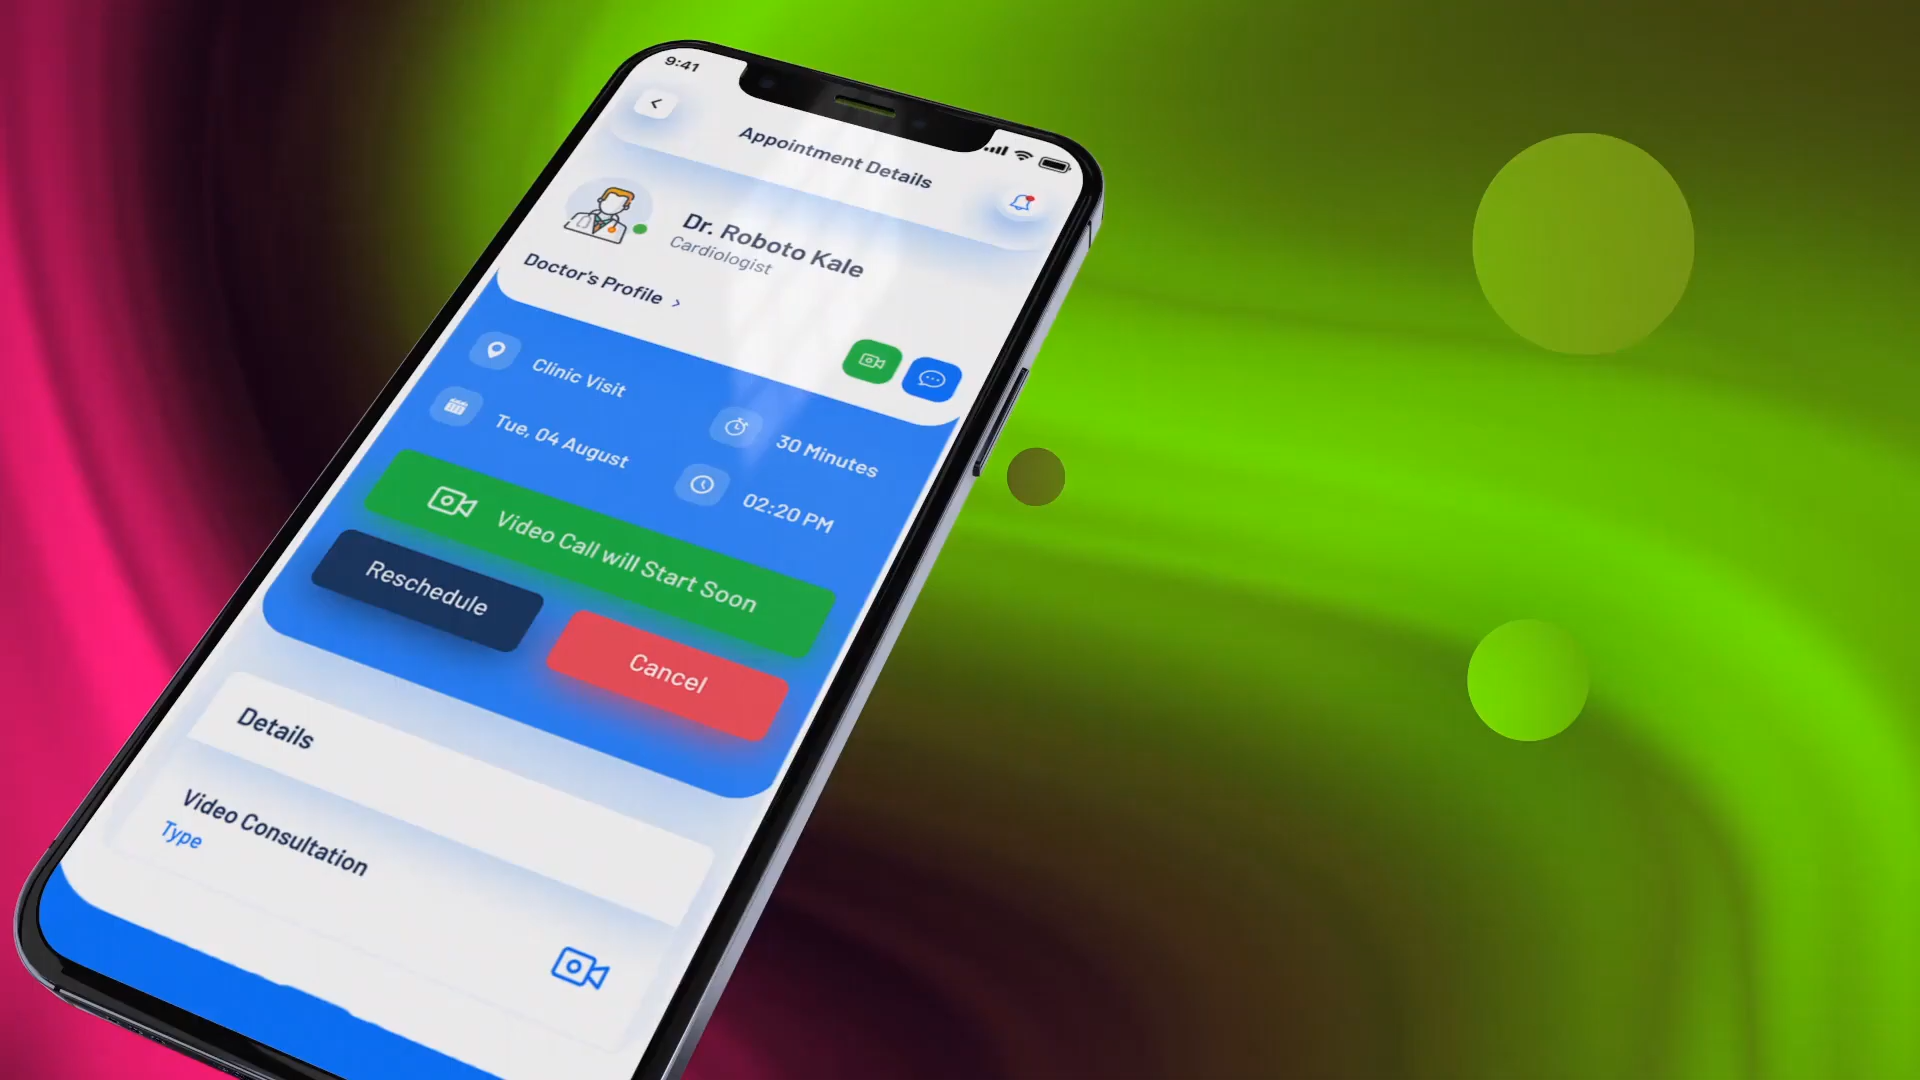 9:41
Appointment Details
Dr. Roboto Kale
Cardiologist
Doctor's Profile >
Clinic Visit
30 Minutes
Tue, 04 August
02:20 PM
Video Call will Start Soon
Reschedule
Cancel
Details
Video Consultation
Type